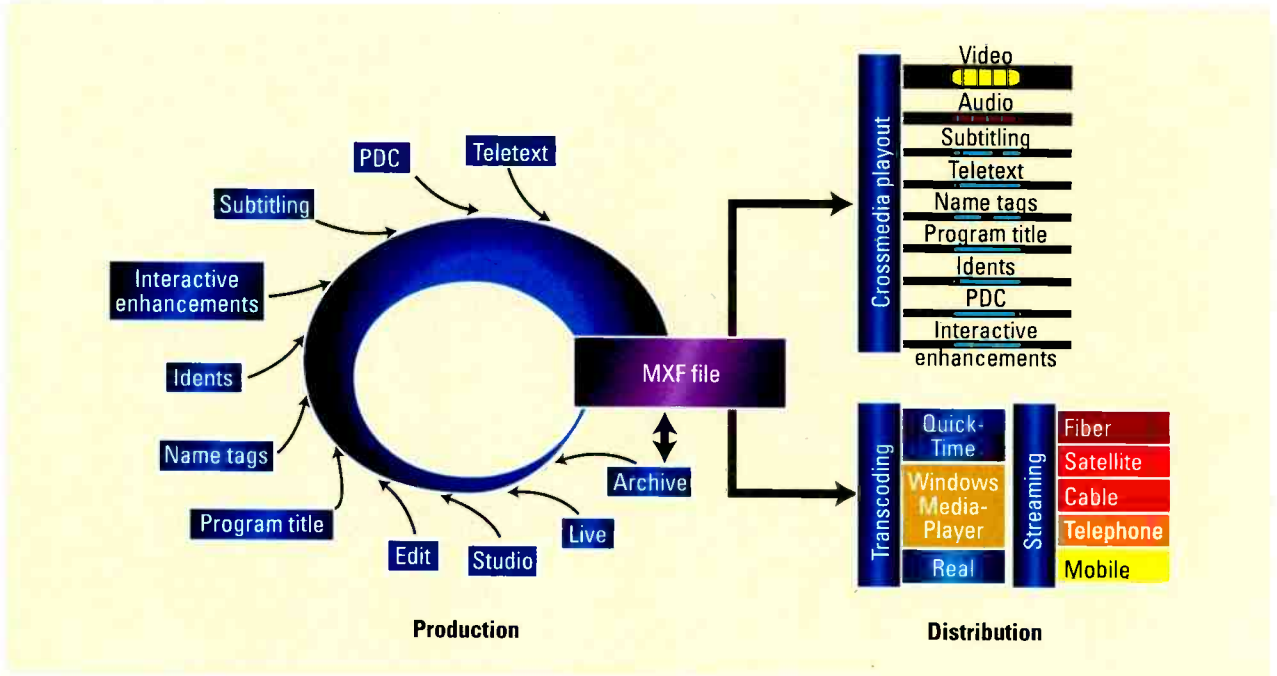 PDC
Teletext
Subtitling
Interactive
enhancements
Idents
Name tags
Program title
Edit
Studio
Live
Archive
MXF file
Production
Crossmedia playout
Video
Audio
Subtitling
Teletext
Name tags
Program title
Idents
PDC
Interactive
enhancements
Transcoding
Quick-
Time
Windows
Media-
Player
Real
Streaming
Fiber
Satellite
Cable
Telephone
Mobile
Distribution